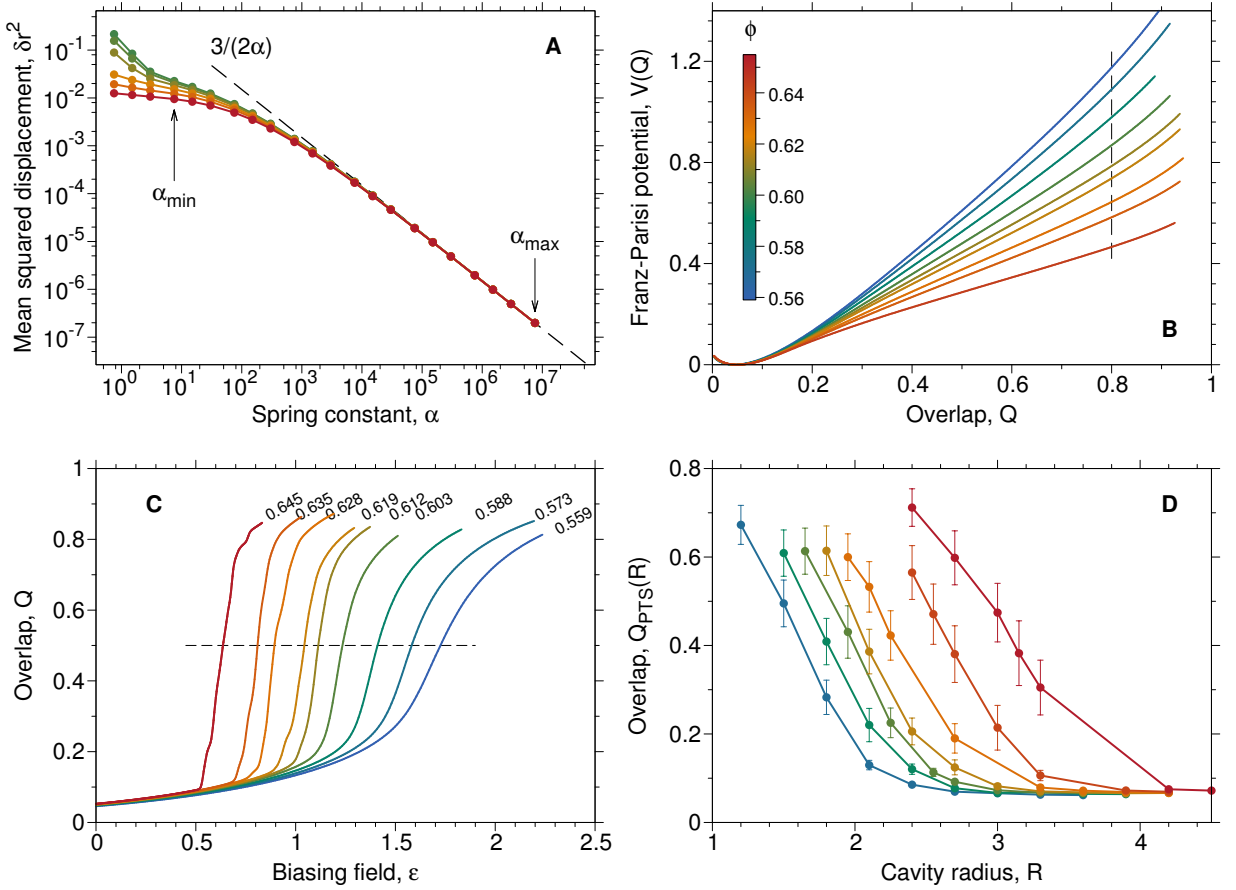 A
3/(2α)
10⁻¹
10⁻²
10⁻³
10⁻⁴
10⁻⁵
10⁻⁶
10⁻⁷
Mean squared displacement, δr²
αmin
αmax
10⁰ 10¹ 10² 10³ 10⁴ 10⁵ 10⁶ 10⁷
Spring constant, α
B
ϕ
0.64
0.62
0.60
0.58
0.56
1.2
0.8
0.4
0
Franz-Parisi potential, V(Q)
0 0.2 0.4 0.6 0.8 1
Overlap, Q
C
0.645 0.635 0.628 0.619 0.612 0.603 0.588 0.573 0.559
1
0.8
0.6
0.4
0.2
0
Overlap, Q
0 0.5 1 1.5 2 2.5
Biasing field, ε
D
0.8
0.6
0.4
0.2
0
Overlap, QPTS(R)
1 2 3 4
Cavity radius, R